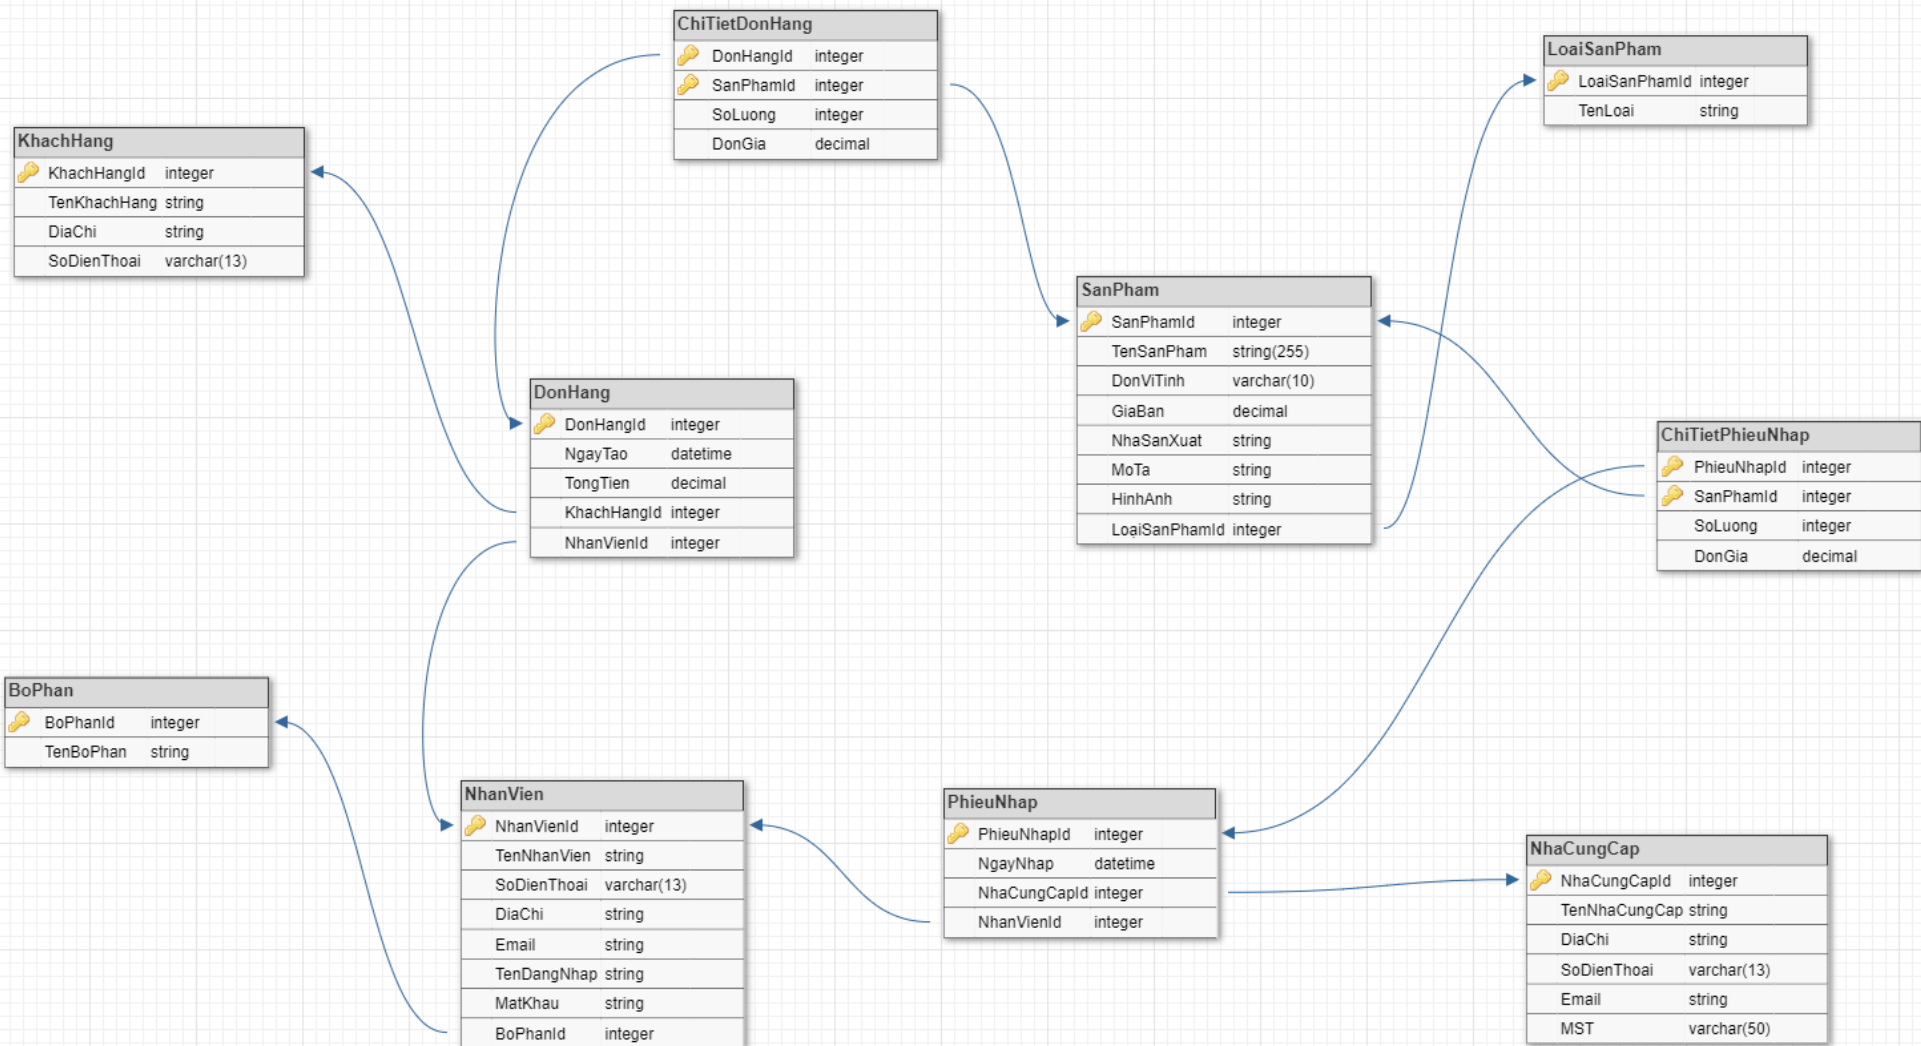 ChiTietDonHang
DonHangId integer
SanPhamId integer
SoLuong integer
DonGia decimal
LoaiSanPham
LoaiSanPhamId integer
TenLoai string
KhachHang
KhachHangId integer
TenKhachHang string
DiaChi string
SoDienThoai varchar(13)
SanPham
SanPhamId integer
TenSanPham string(255)
DonViTinh varchar(10)
GiaBan decimal
NhaSanXuat string
MoTa string
HinhAnh string
LoaiSanPhamId integer
DonHang
DonHangId integer
NgayTao datetime
TongTien decimal
KhachHangId integer
NhanVienId integer
ChiTietPhieuNhap
PhieuNhapId integer
SanPhamId integer
SoLuong integer
DonGia decimal
BoPhan
BoPhanId integer
TenBoPhan string
NhanVien
NhanVienId integer
TenNhanVien string
SoDienThoai varchar(13)
DiaChi string
Email string
TenDangNhap string
MatKhau string
BoPhanId integer
PhieuNhap
PhieuNhapId integer
NgayNhap datetime
NhaCungCapId integer
NhanVienId integer
NhaCungCap
NhaCungCapId integer
TenNhaCungCap string
DiaChi string
SoDienThoai varchar(13)
Email string
MST varchar(50)